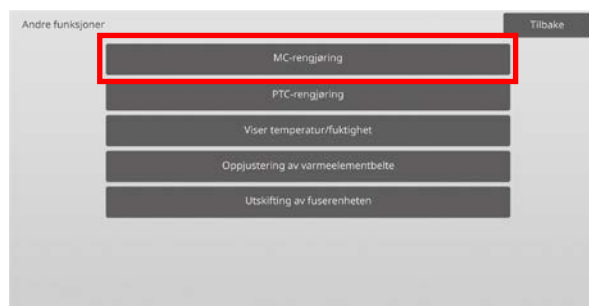 Andre funksjoner
Tilbake
MC-rengjøring
PTC-rengjøring
Viser temperatur/fuktighet
Oppjustering av varmeelementbelte
Utskifting av fuserenheten